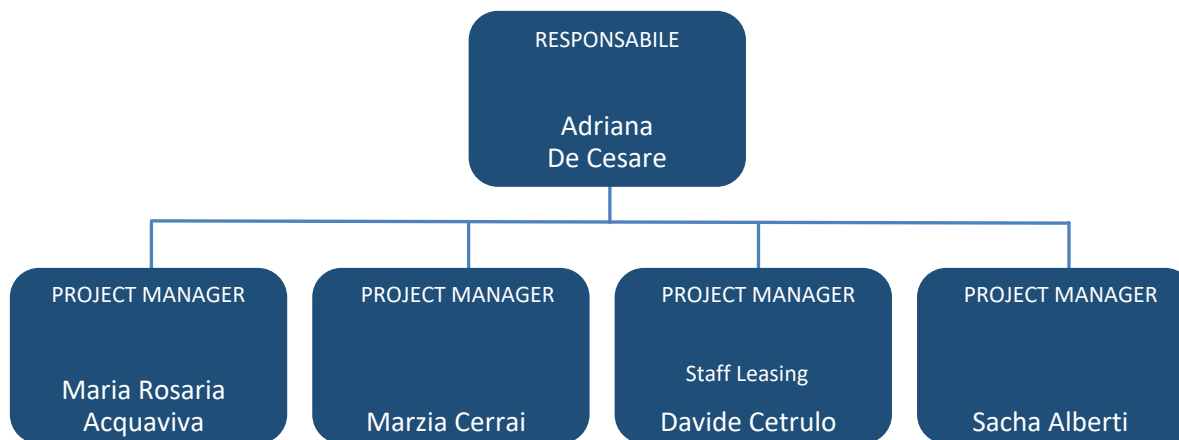 RESPONSABILE
Adriana
De Cesare
PROJECT MANAGER
Maria Rosaria
Acquaviva
PROJECT MANAGER
Marzia Cerrai
PROJECT MANAGER
Staff Leasing
Davide Cetrulo
PROJECT MANAGER
Sacha Alberti